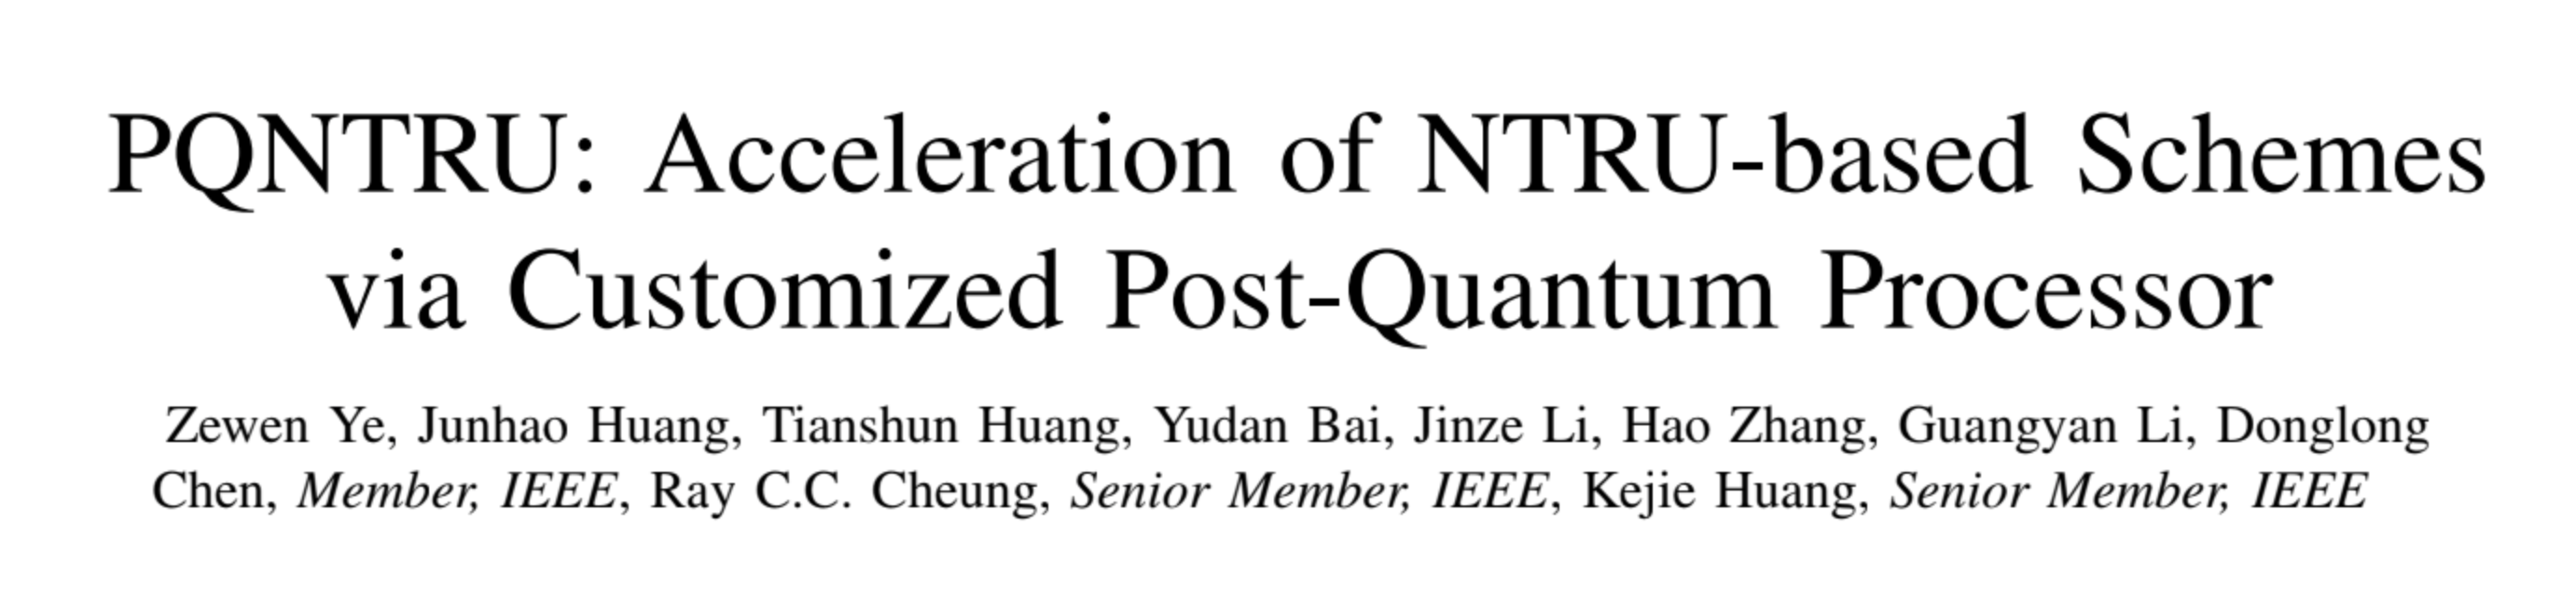 PQNTRU: Acceleration of NTRU-based Schemes
via Customized Post-Quantum Processor
Zewen Ye, Junhao Huang, Tianshun Huang, Yudan Bai, Jinze Li, Hao Zhang, Guangyan Li, Donglong
Chen, Member, IEEE, Ray C.C. Cheung, Senior Member, IEEE, Kejie Huang, Senior Member, IEEE